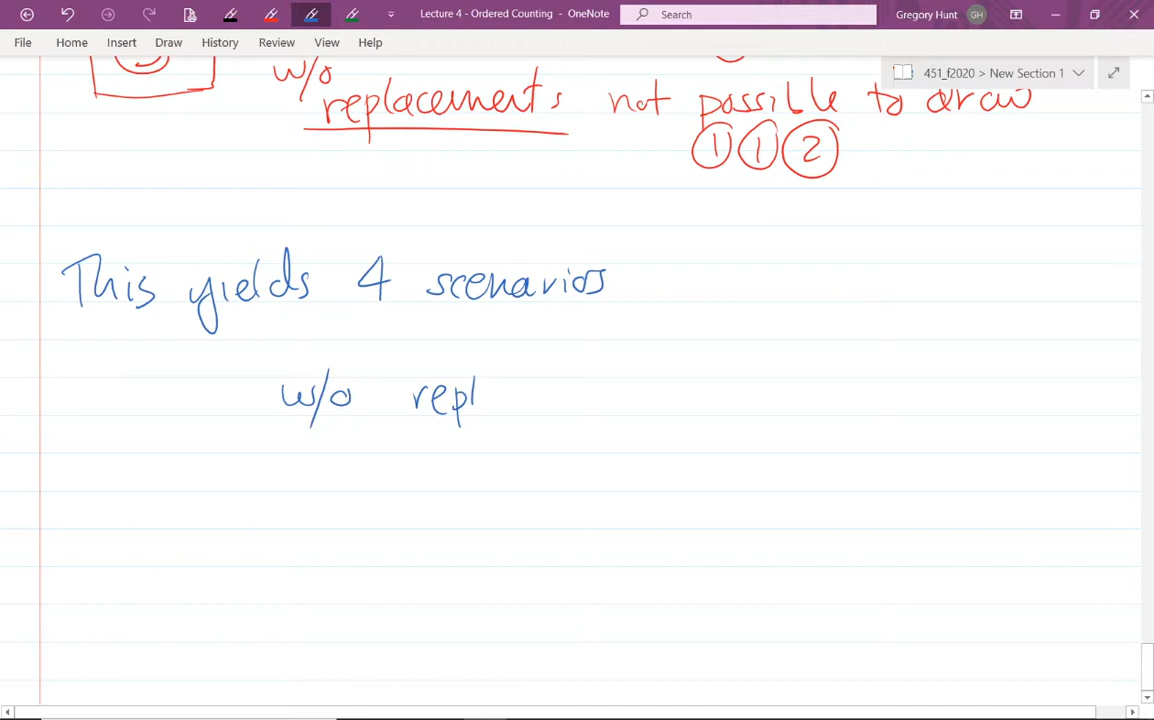 Lecture 4 - Ordered Counting - OneNote
Search
Gregory Hunt GH
File Home Insert Draw History Review View Help
451_f2020 > New Section 1
w/o
replacements not possible to draw
1 1 2
This yields 4 scenarios
w/o repl